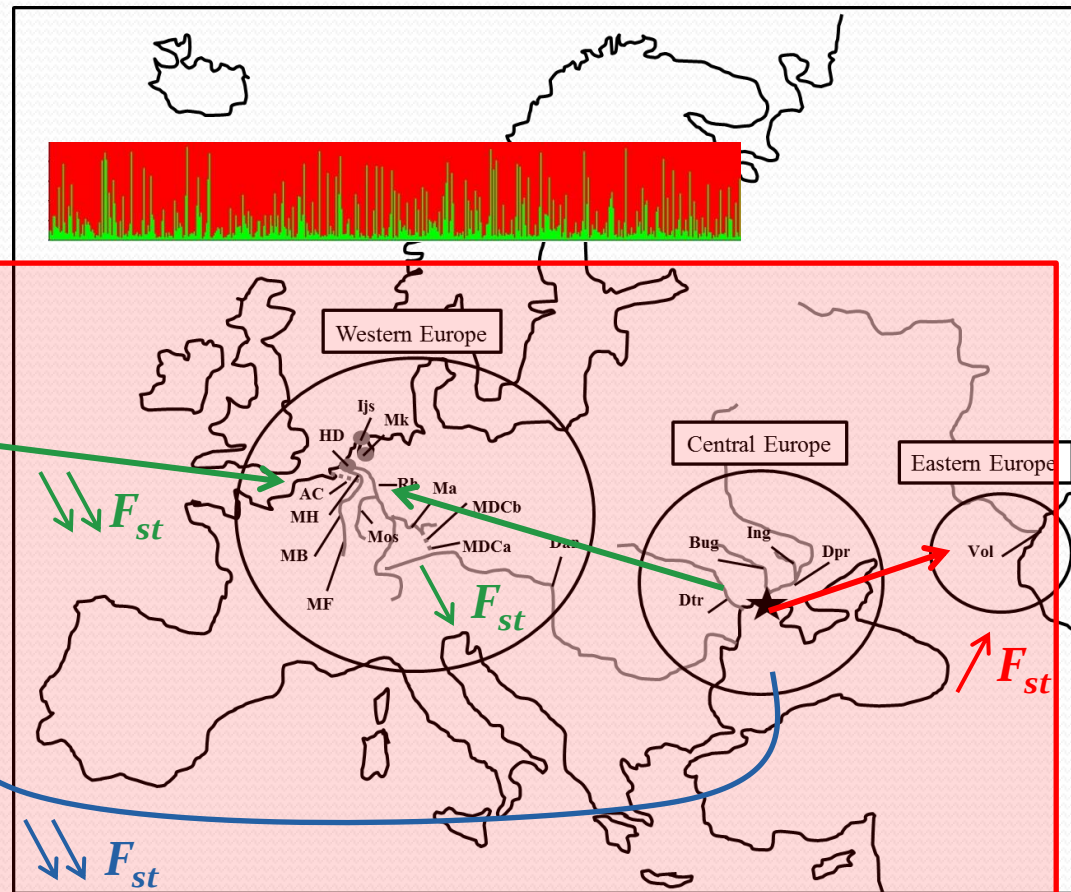 Western Europe
Ijs
Mk
HD
Central Europe
Eastern Europe
Rh
Ma
AC
MDCb
MH
Mos
MB
MDCa
Dan
MF
Bug
Ing
Dpr
Vol
Dtr
Fst
Fst
Fst
Fst